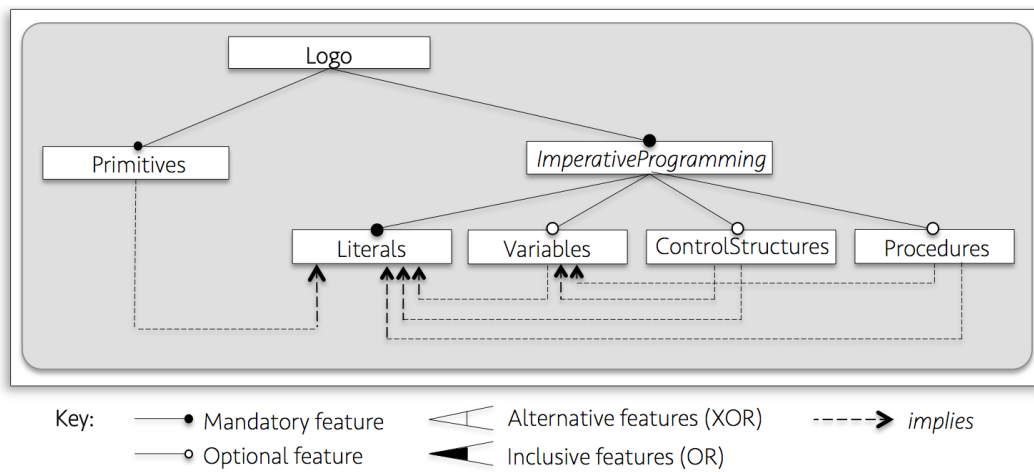 Logo
Primitives
ImperativeProgramming
Literals
Variables
ControlStructures
Procedures
Key:
Mandatory feature
Alternative features (XOR)
implies
Optional feature
Inclusive features (OR)